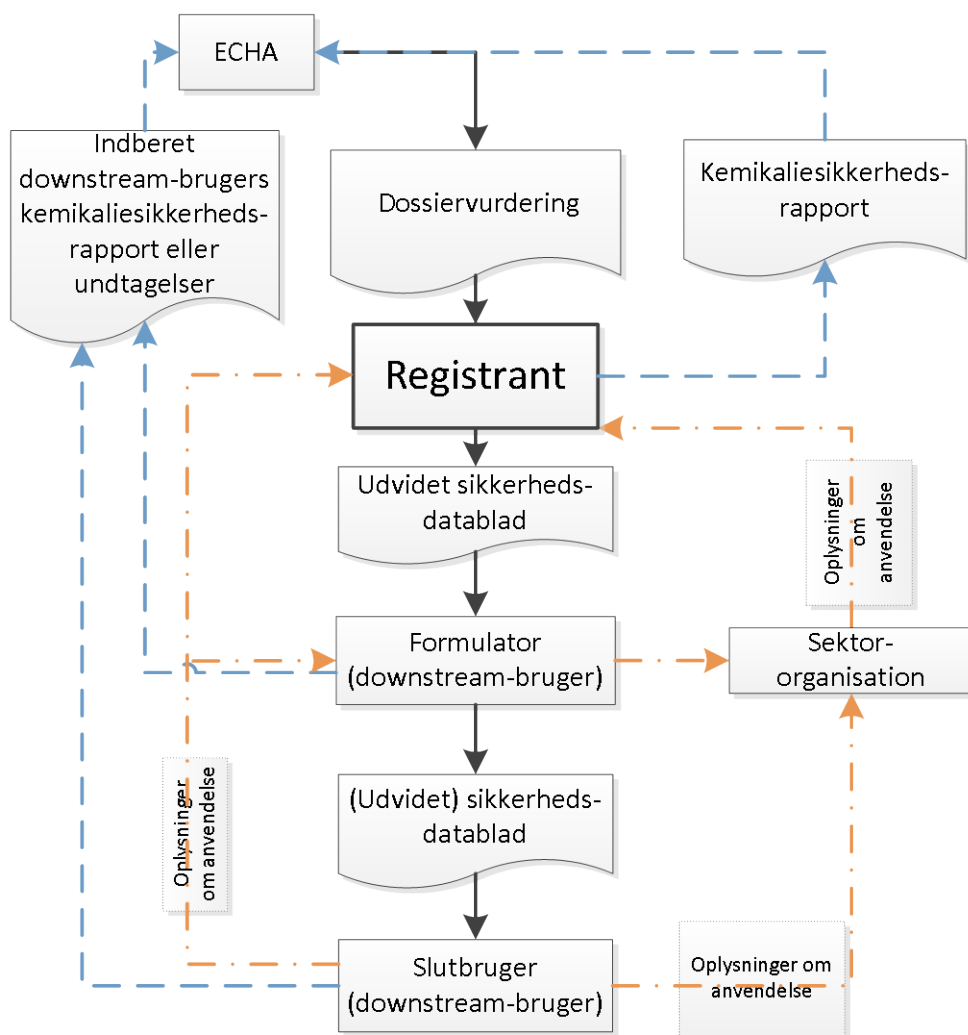 ECHA
Indberet
downstream-brugers
kemikaliesikkerheds-
rapport eller
undtagelser
Dossiervurdering
Kemikaliesikkerheds-
rapport
Registrant
Udvidet sikkerheds-
datablad
Oplysninger
om
anvendelse
Formulator
(downstream-bruger)
Sektor-
organisation
Oplysninger
om anvendelse
(Udvidet) sikkerheds-
datablad
Slutbruger
(downstream-bruger)
Oplysninger om
anvendelse